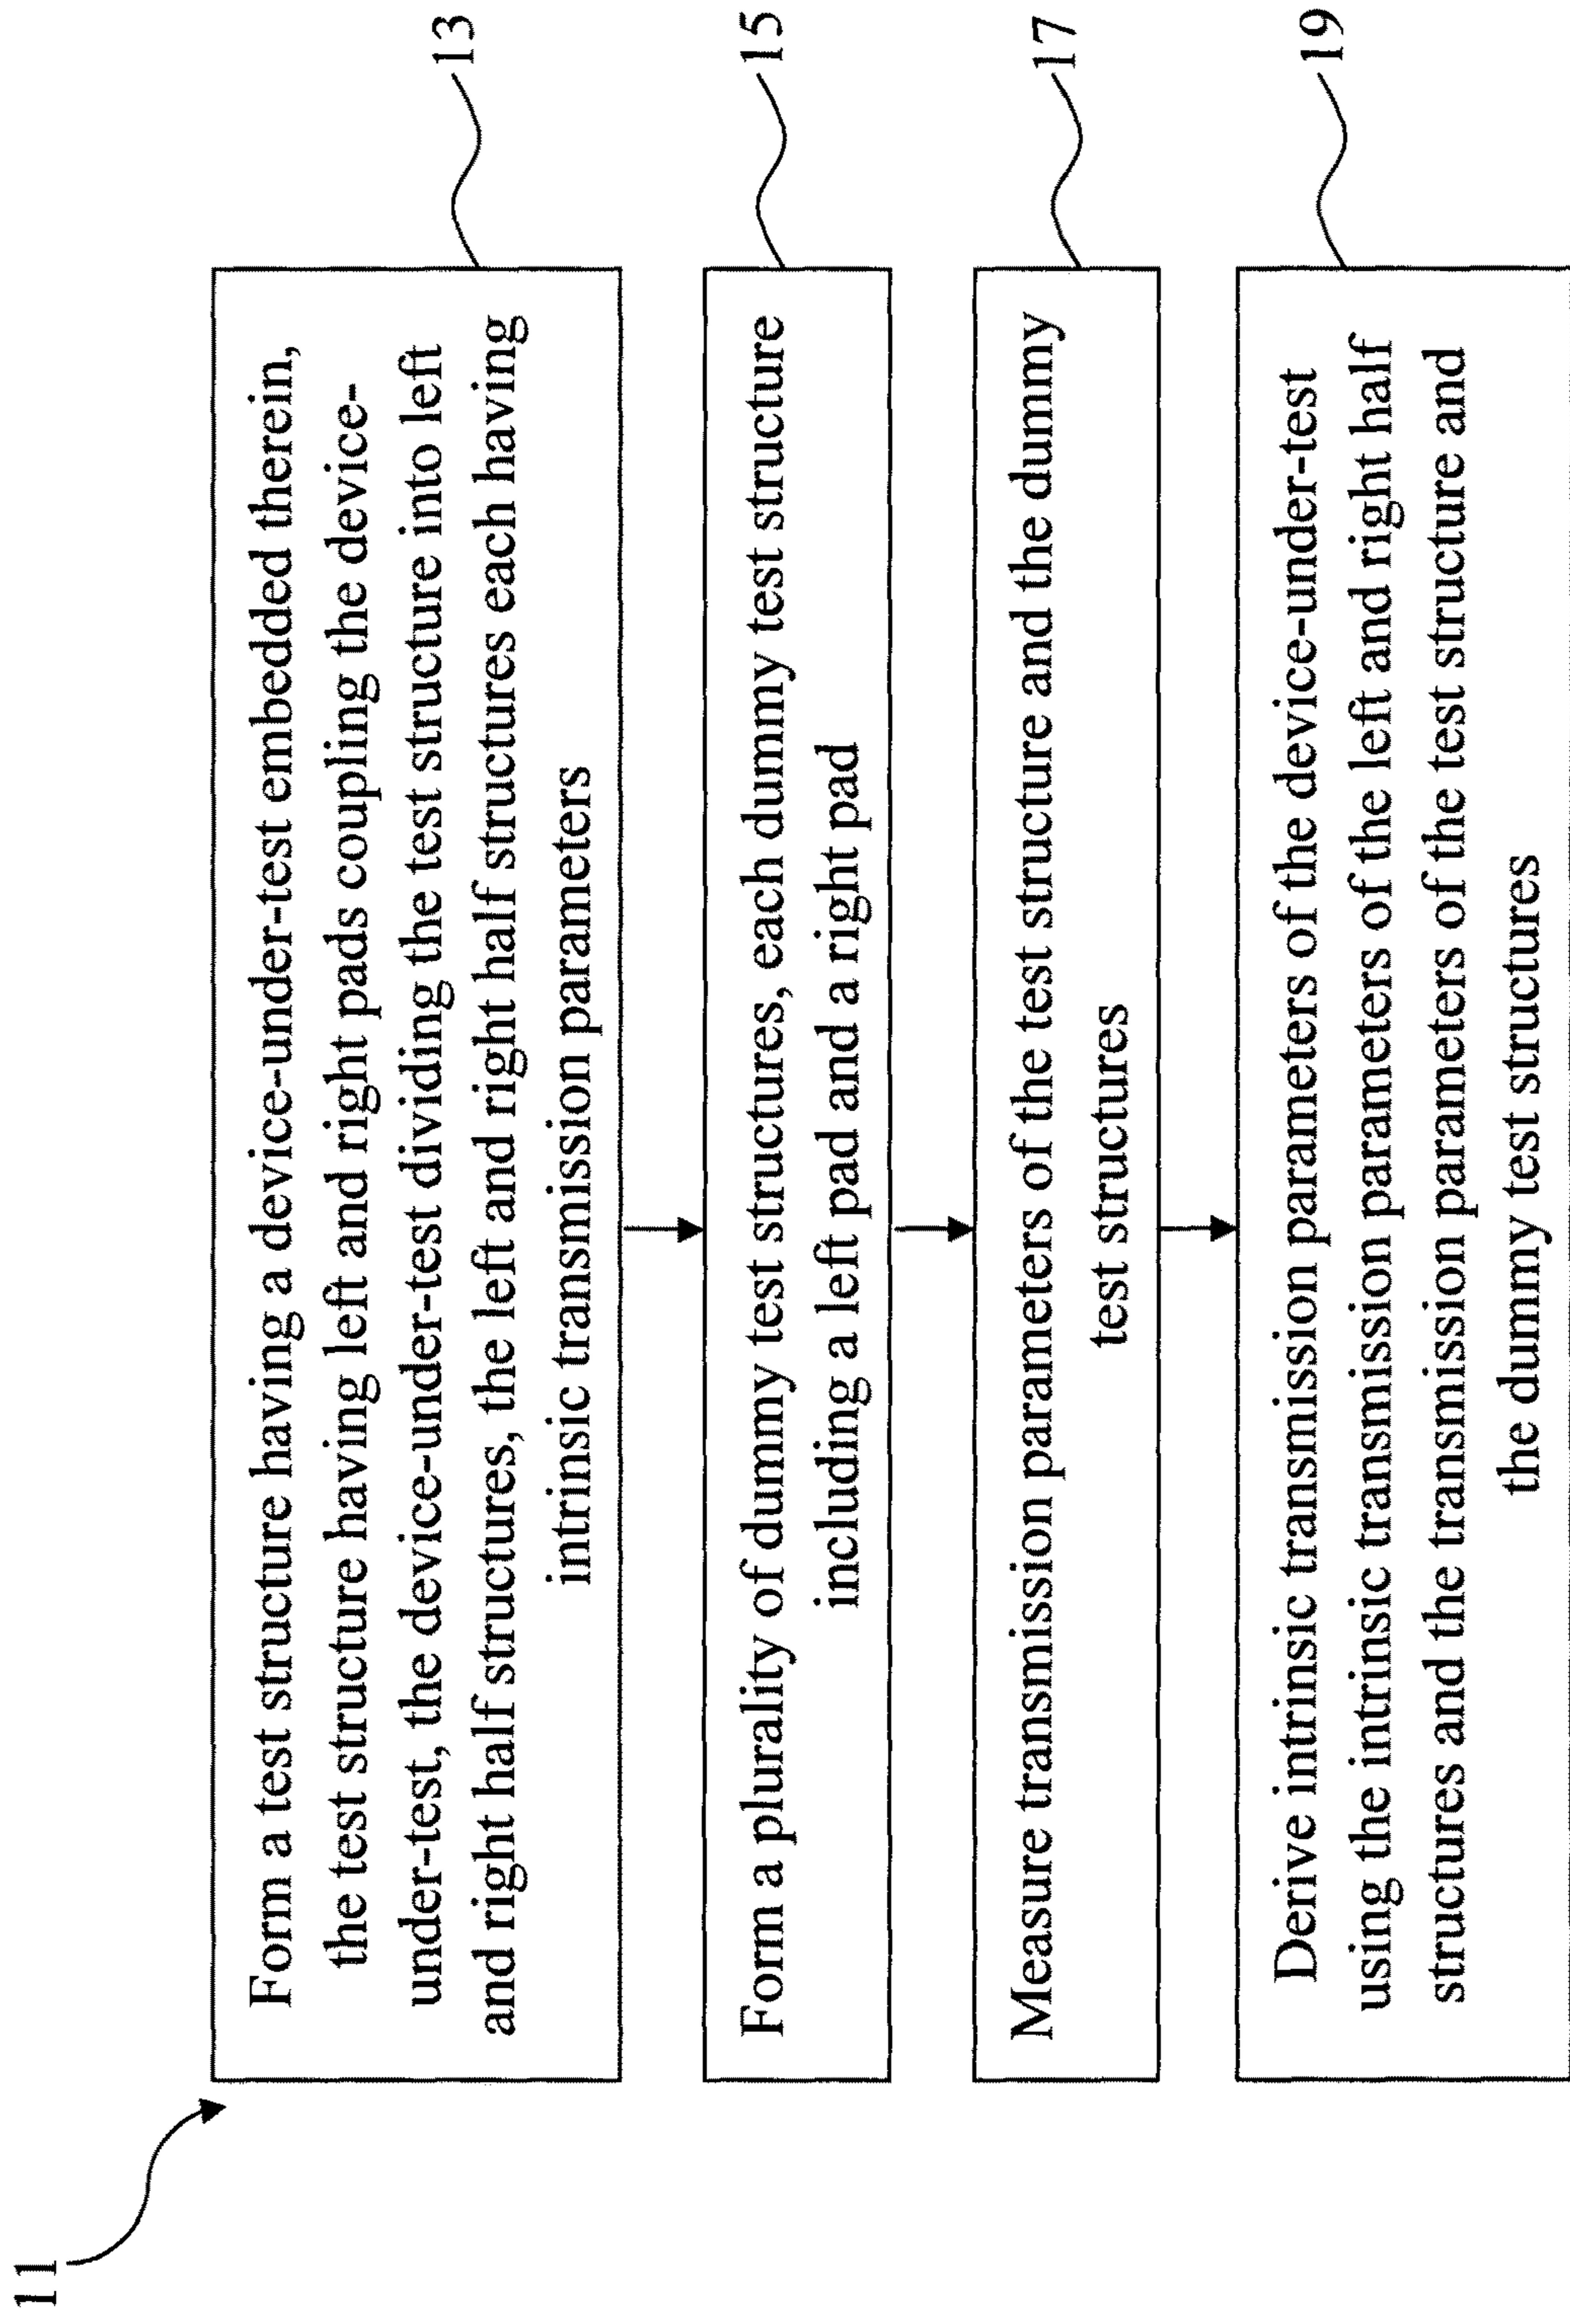 11
Form a test structure having a device-under-test embedded therein,
the test structure having left and right pads coupling the device-
under-test, the device-under-test dividing the test structure into left
and right half structures, the left and right half structures each having
intrinsic transmission parameters
13
Form a plurality of dummy test structures, each dummy test structure
including a left pad and a right pad
15
Measure transmission parameters of the test structure and the dummy
test structures
17
Derive intrinsic transmission parameters of the device-under-test
using the intrinsic transmission parameters of the left and right half
structures and the transmission parameters of the test structure and
the dummy test structures
19